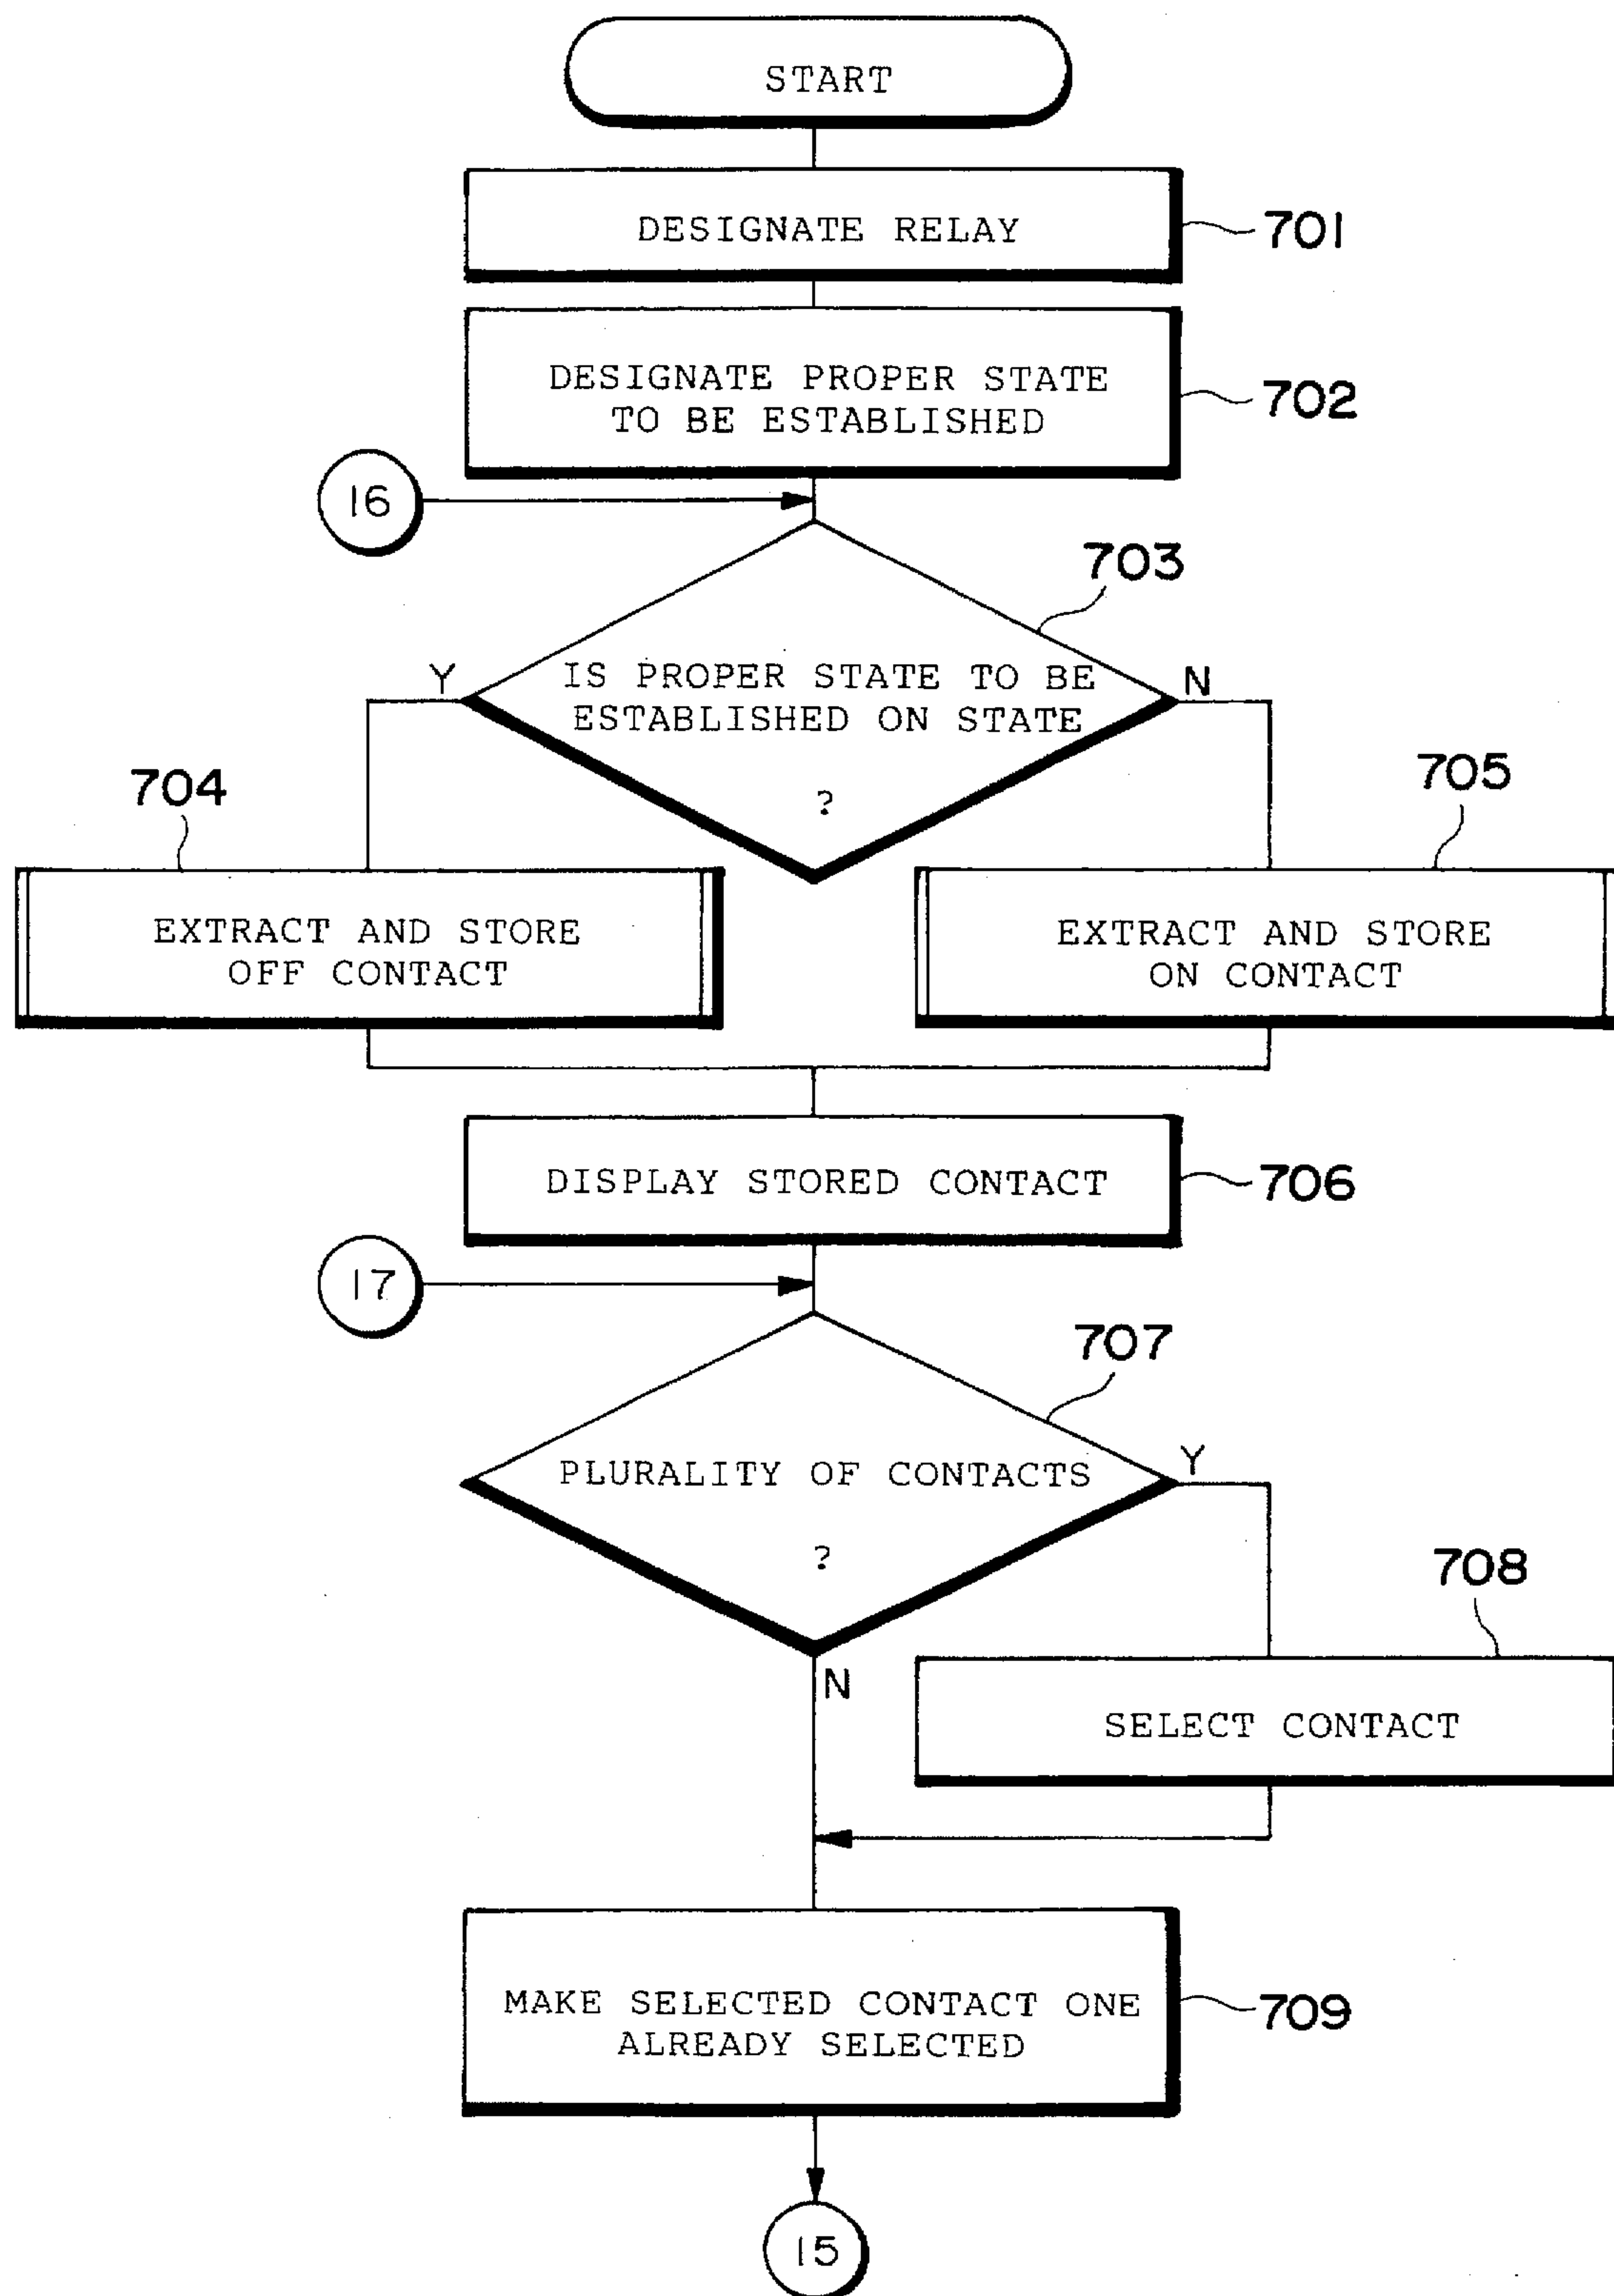 START
DESIGNATE RELAY
701
DESIGNATE PROPER STATE
TO BE ESTABLISHED
702
16
703
Y
IS PROPER STATE TO BE
ESTABLISHED ON STATE
?
N
704
705
EXTRACT AND STORE
OFF CONTACT
EXTRACT AND STORE
ON CONTACT
DISPLAY STORED CONTACT
706
17
707
PLURALITY OF CONTACTS
?
Y
N
708
SELECT CONTACT
MAKE SELECTED CONTACT ONE
ALREADY SELECTED
709
15